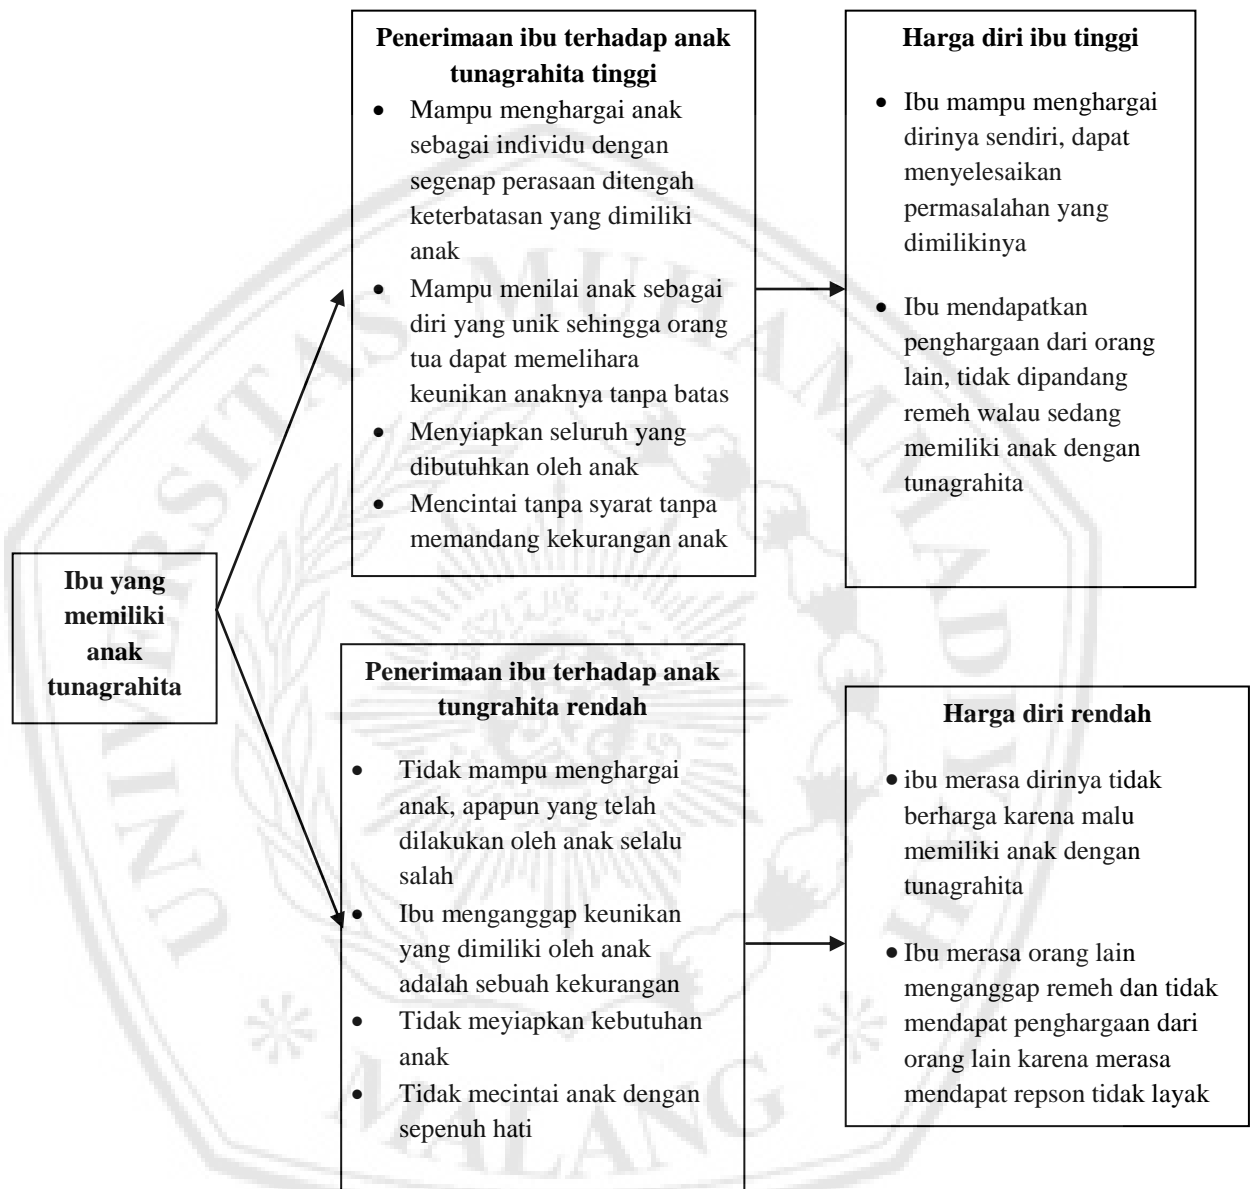 Penerimaan ibu terhadap anak
tunagrahita tinggi
• Mampu menghargai anak
sebagai individu dengan
segenap perasaan ditengah
keterbatasan yang dimiliki
anak
• Mampu menilai anak sebagai
diri yang unik sehingga orang
tua dapat memelihara
keunikan anaknya tanpa batas
• Menyiapkan seluruh yang
dibutuhkan oleh anak
• Mencintai tanpa syarat tanpa
memandang kekurangan anak
Harga diri ibu tinggi
• Ibu mampu menghargai
dirinya sendiri, dapat
menyelesaikan
permasalahan yang
dimilikinya
• Ibu mendapatkan
penghargaan dari orang
lain, tidak dipandang
remeh walau sedang
memiliki anak dengan
tunagrahita
Ibu yang
memiliki
anak
tunagrahita
Penerimaan ibu terhadap anak
tungrahita rendah
• Tidak mampu menghargai
anak, apapun yang telah
dilakukan oleh anak selalu
salah
• Ibu menganggap keunikan
yang dimiliki oleh anak
adalah sebuah kekurangan
• Tidak meyiapkan kebutuhan
anak
• Tidak mecintai anak dengan
sepenuh hati
Harga diri rendah
• ibu merasa dirinya tidak
berharga karena malu
memiliki anak dengan
tunagrahita
• Ibu merasa orang lain
menganggap remeh dan tidak
mendapat penghargaan dari
orang lain karena merasa
mendapat repson tidak layak
UNIVERSITAS MUHAMMADIYAH
MALANG